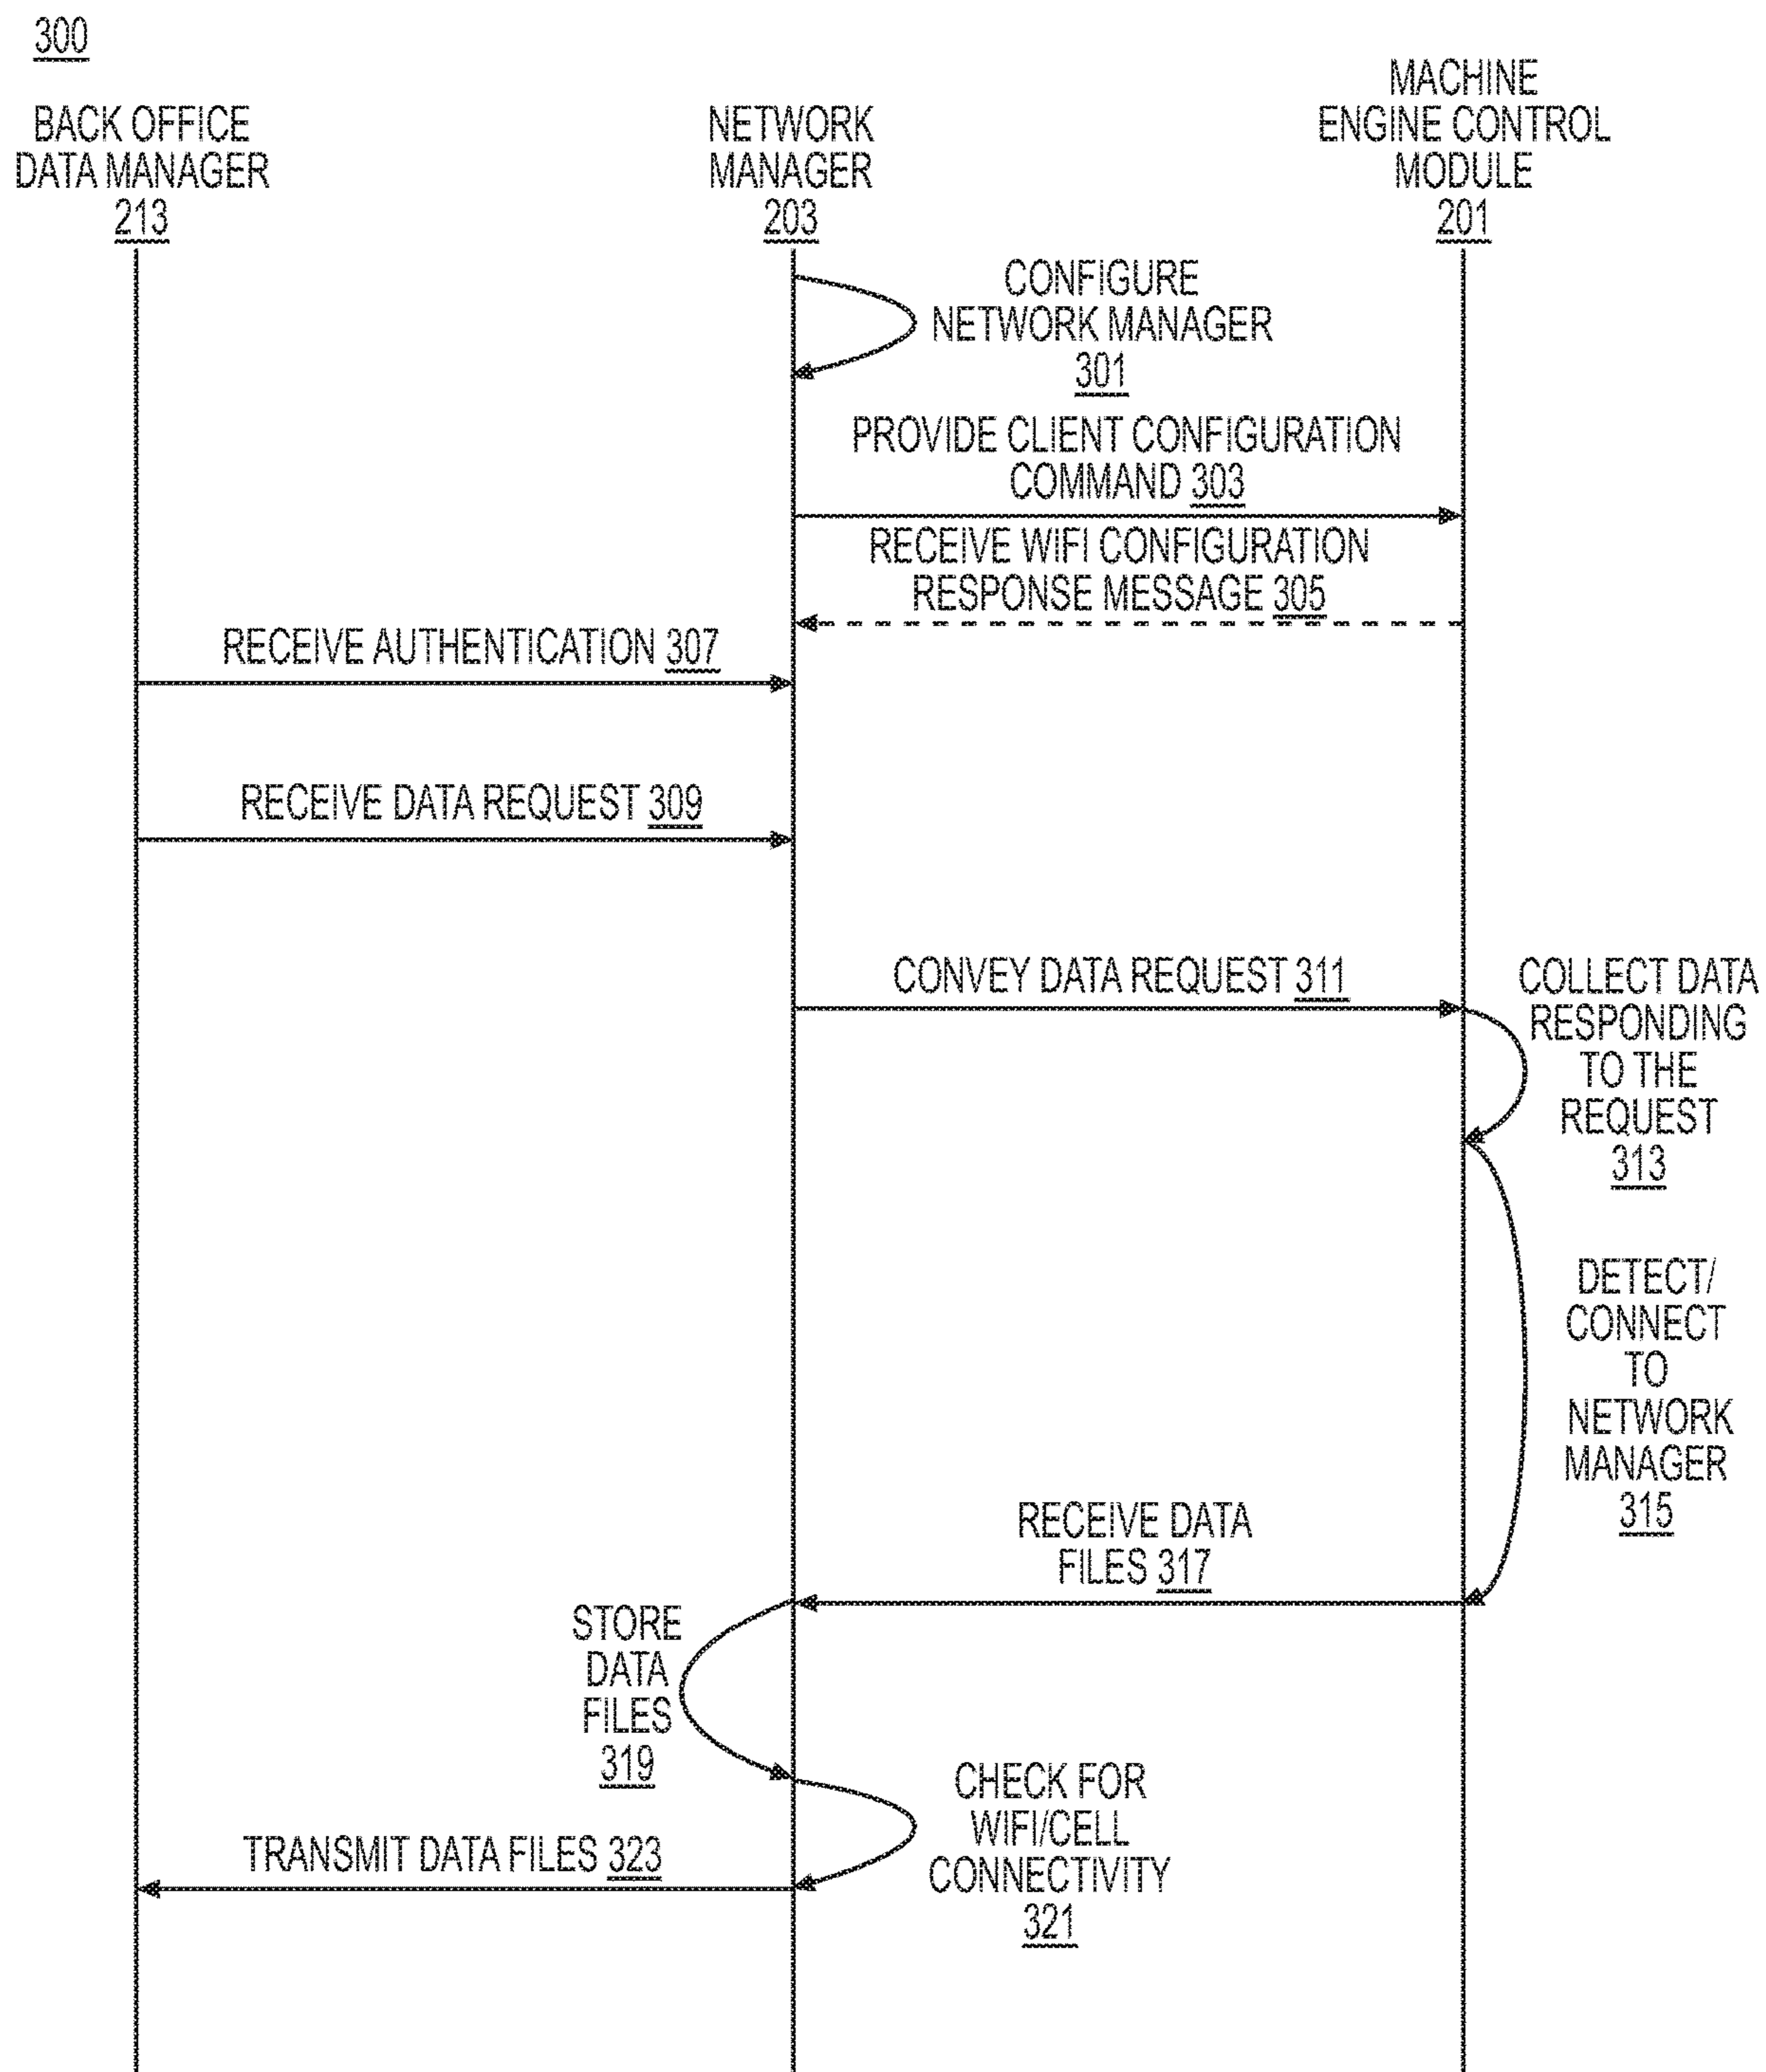 300
BACK OFFICE
DATA MANAGER
213
NETWORK
MANAGER
203
MACHINE
ENGINE CONTROL
MODULE
201
CONFIGURE
NETWORK MANAGER
301
PROVIDE CLIENT CONFIGURATION
COMMAND 303
RECEIVE WIFI CONFIGURATION
RESPONSE MESSAGE 305
RECEIVE AUTHENTICATION 307
RECEIVE DATA REQUEST 309
CONVEY DATA REQUEST 311
COLLECT DATA
RESPONDING
TO THE
REQUEST
313
DETECT/
CONNECT
TO
NETWORK
MANAGER
315
RECEIVE DATA
FILES 317
STORE
DATA
FILES
319
CHECK FOR
WIFI/CELL
CONNECTIVITY
321
TRANSMIT DATA FILES 323